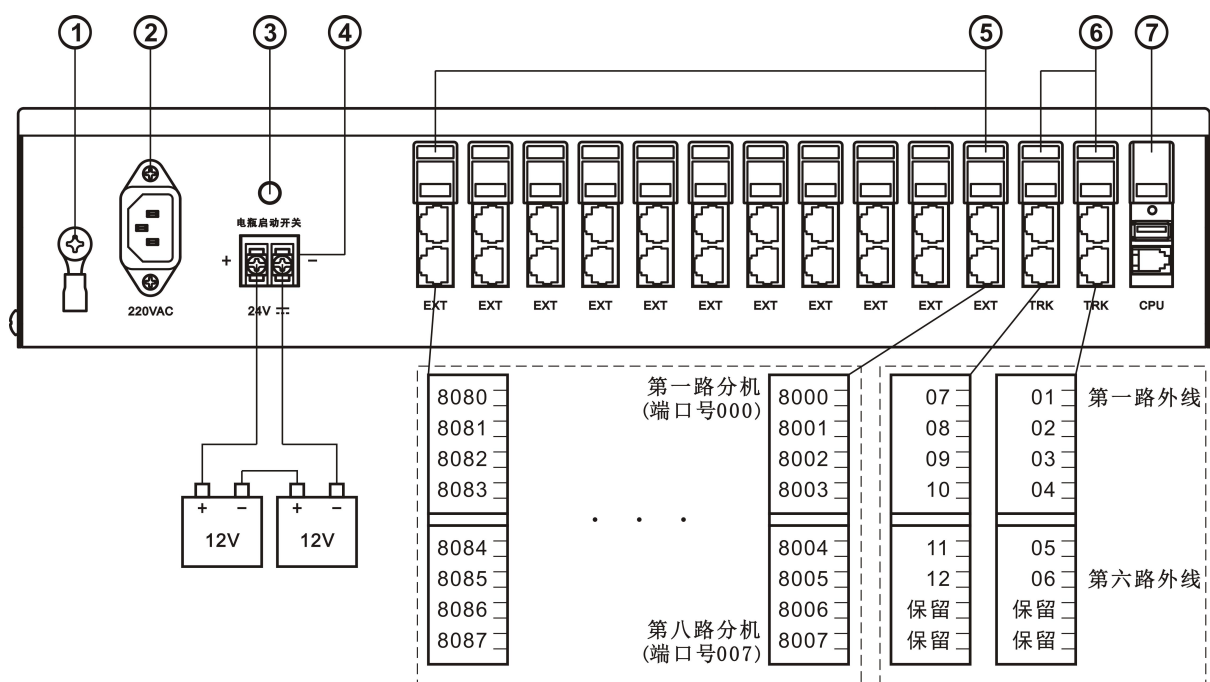 1 2 3 4 5 6 7
电瓶启动开关
+ −
220VAC
24V
EXT EXT EXT EXT EXT EXT EXT EXT EXT EXT EXT TRK TRK CPU
8080
8081
8082
8083
8084
8085
8086
8087
. . .
第一路分机
(端口号000)
第八路分机
(端口号007)
8000
8001
8002
8003
8004
8005
8006
8007
07
08
09
10
11
12
保留
保留
01
02
03
04
05
06
保留
保留
第一路外线
第六路外线
+ − + −
12V 12V